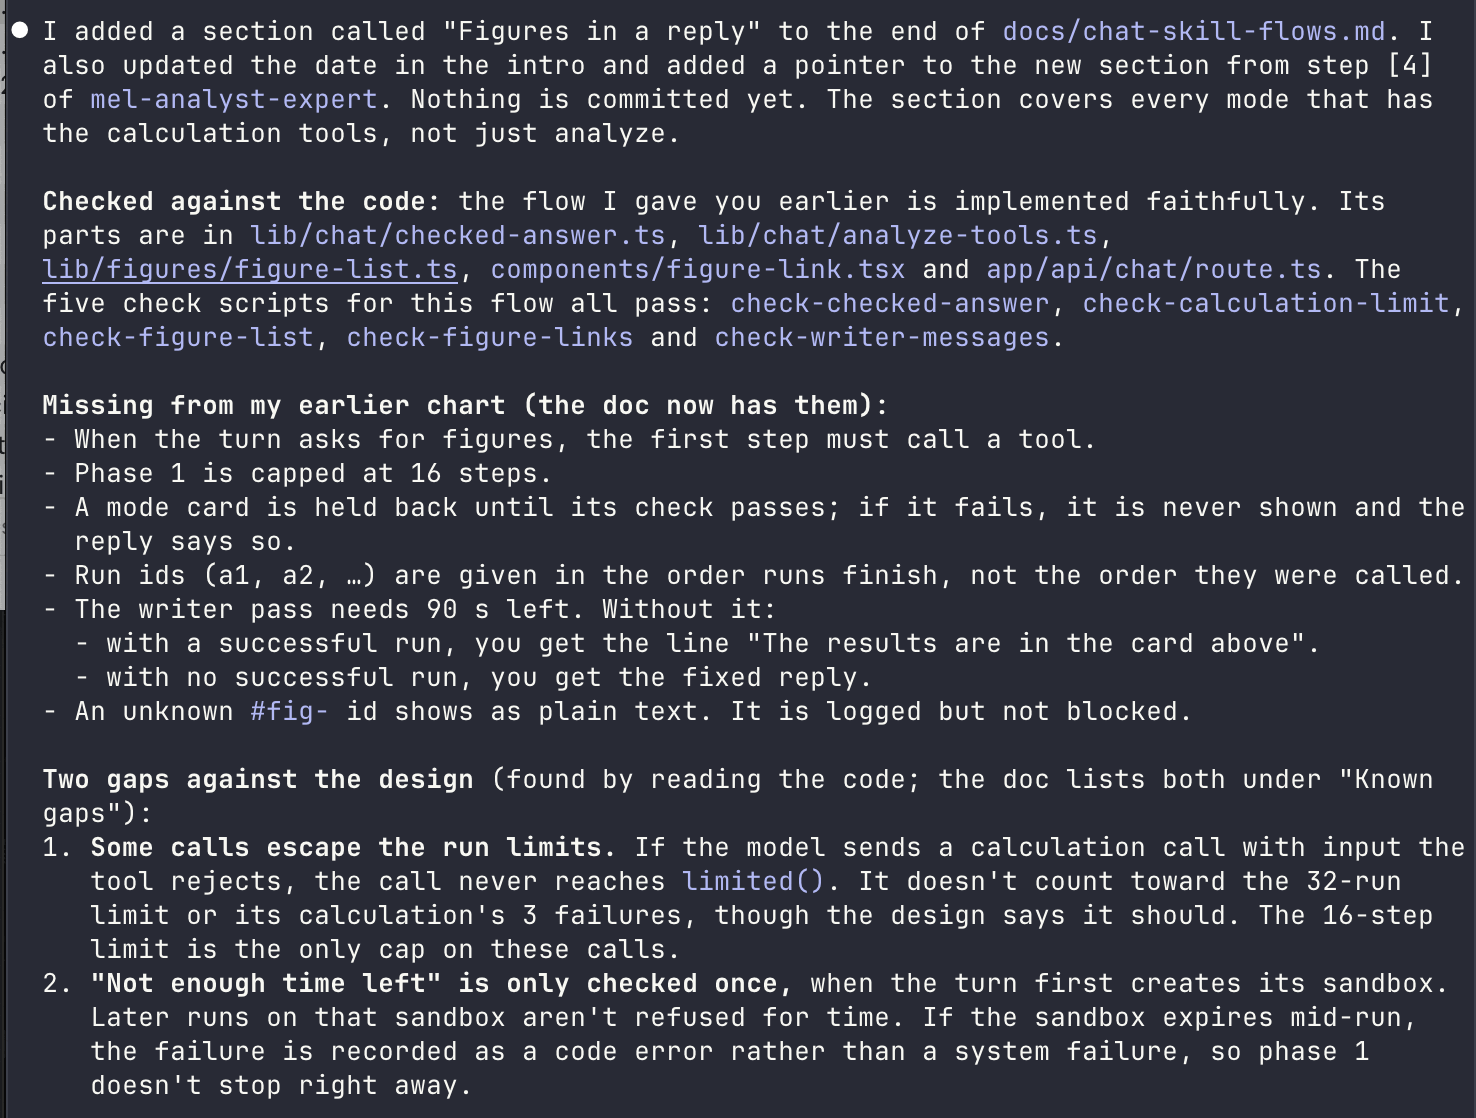 ● I added a section called "Figures in a reply" to the end of docs/chat-skill-flows.md. I
also updated the date in the intro and added a pointer to the new section from step [4]
of mel-analyst-expert. Nothing is committed yet. The section covers every mode that has
the calculation tools, not just analyze.
Checked against the code: the flow I gave you earlier is implemented faithfully. Its
parts are in lib/chat/checked-answer.ts, lib/chat/analyze-tools.ts,
lib/figures/figure-list.ts, components/figure-link.tsx and app/api/chat/route.ts. The
five check scripts for this flow all pass: check-checked-answer, check-calculation-limit,
check-figure-list, check-figure-links and check-writer-messages.
Missing from my earlier chart (the doc now has them):
- When the turn asks for figures, the first step must call a tool.
- Phase 1 is capped at 16 steps.
- A mode card is held back until its check passes; if it fails, it is never shown and the
reply says so.
- Run ids (a1, a2, …) are given in the order runs finish, not the order they were called.
- The writer pass needs 90 s left. Without it:
- with a successful run, you get the line "The results are in the card above".
- with no successful run, you get the fixed reply.
- An unknown #fig- id shows as plain text. It is logged but not blocked.
Two gaps against the design (found by reading the code; the doc lists both under "Known
gaps"):
1. Some calls escape the run limits. If the model sends a calculation call with input the
tool rejects, the call never reaches limited(). It doesn't count toward the 32-run
limit or its calculation's 3 failures, though the design says it should. The 16-step
limit is the only cap on these calls.
2. "Not enough time left" is only checked once, when the turn first creates its sandbox.
Later runs on that sandbox aren't refused for time. If the sandbox expires mid-run,
the failure is recorded as a code error rather than a system failure, so phase 1
doesn't stop right away.